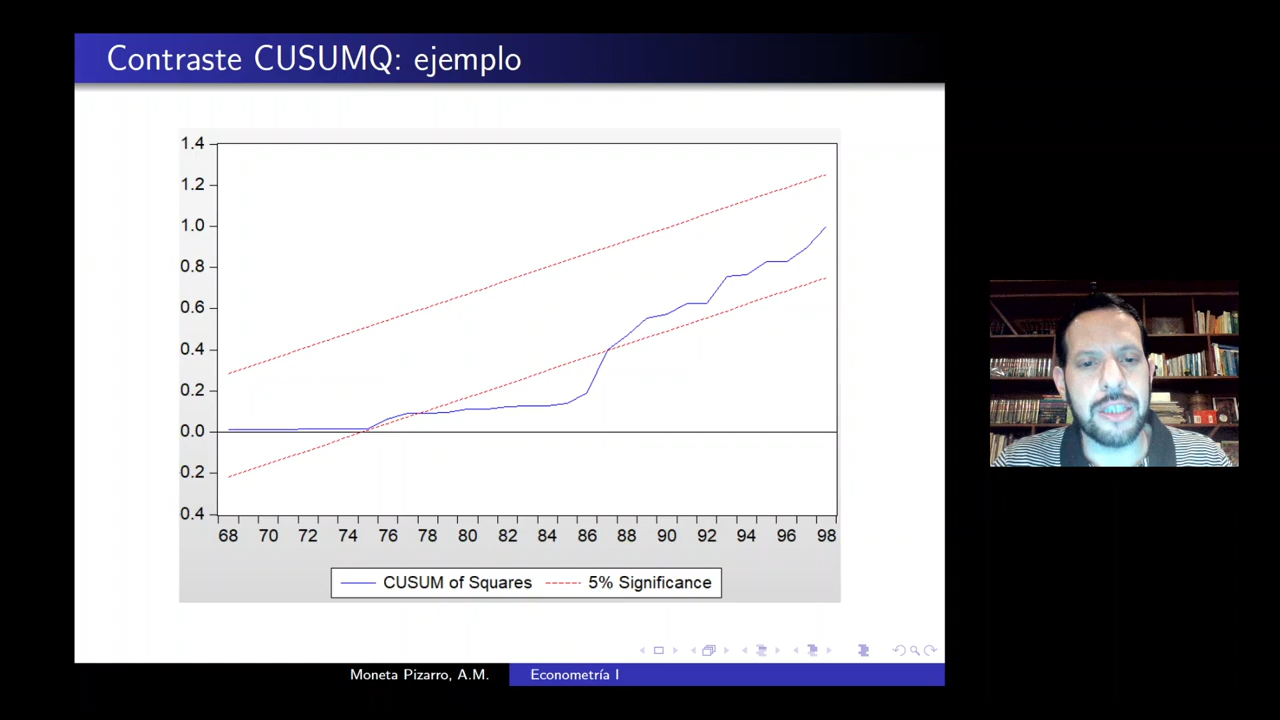 Contraste CUSUMQ: ejemplo
1.4
1.2
1.0
0.8
0.6
0.4
0.2
0.0
0.2
0.4
68 70 72 74 76 78 80 82 84 86 88 90 92 94 96 98
CUSUM of Squares 5% Significance
Moneta Pizarro, A.M. Econometría I